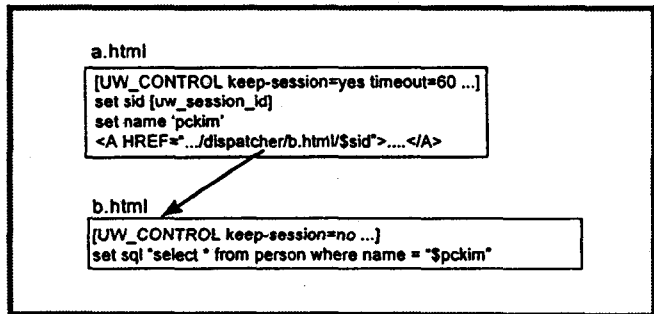 a.html
[UW_CONTROL keep-session=yes timeout=60 ...]
set sid [uw_session_id]
set name 'pckim'
<A HREF=".../dispatcher/b.html/$sid">....</A>
b.html
[UW_CONTROL keep-session=no ...]
set sql "select * from person where name = "$pckim"